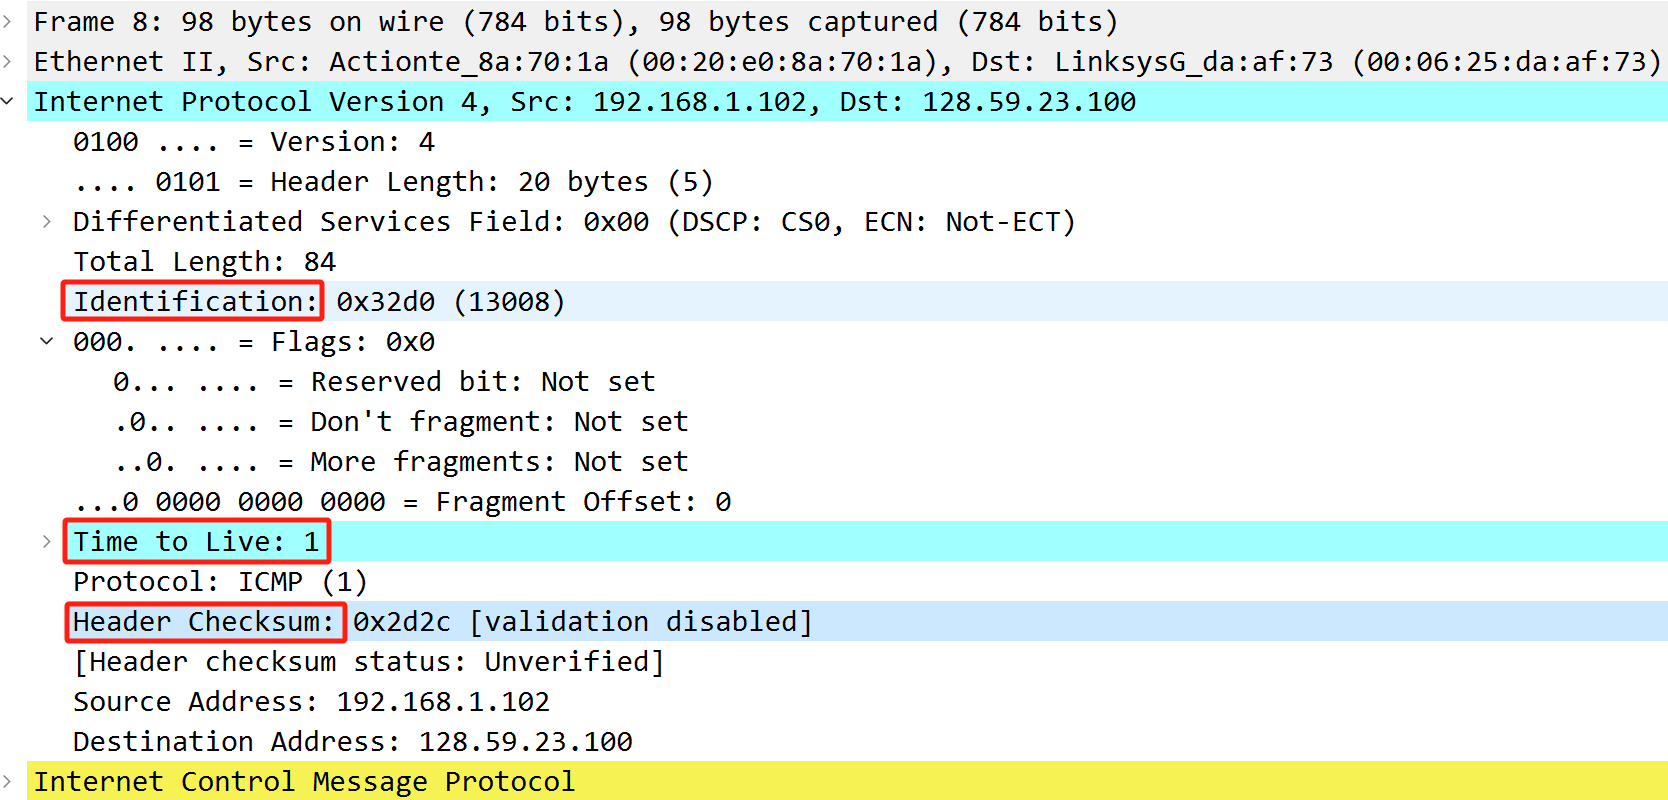 Frame 8: 98 bytes on wire (784 bits), 98 bytes captured (784 bits)
Ethernet II, Src: Actionte_8a:70:1a (00:20:e0:8a:70:1a), Dst: LinksysG_da:af:73 (00:06:25:da:af:73)
Internet Protocol Version 4, Src: 192.168.1.102, Dst: 128.59.23.100
0100 .... = Version: 4
.... 0101 = Header Length: 20 bytes (5)
Differentiated Services Field: 0x00 (DSCP: CS0, ECN: Not-ECT)
Total Length: 84
Identification: 0x32d0 (13008)
000. .... = Flags: 0x0
0... .... = Reserved bit: Not set
.0.. .... = Don't fragment: Not set
..0. .... = More fragments: Not set
...0 0000 0000 0000 = Fragment Offset: 0
Time to Live: 1
Protocol: ICMP (1)
Header Checksum: 0x2d2c [validation disabled]
[Header checksum status: Unverified]
Source Address: 192.168.1.102
Destination Address: 128.59.23.100
Internet Control Message Protocol